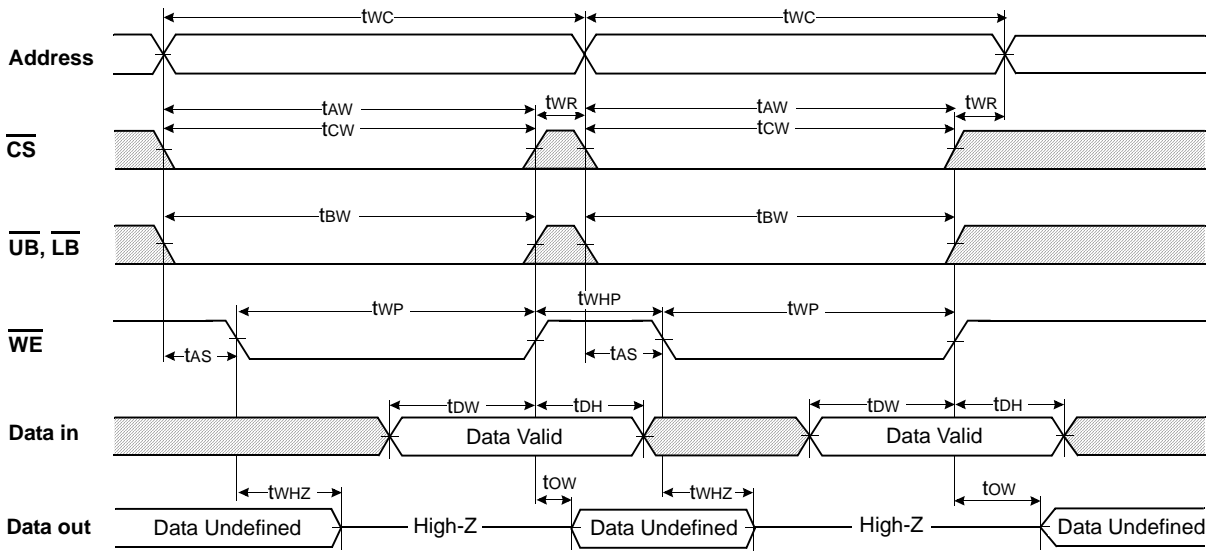 tWC tWC
Address
tAW tWR tAW tWR
tCW tCW
CS
tBW tBW
UB, LB
tWP tWHP tWP
WE
tAS tAS
tDW tDH tDW tDH
Data in Data Valid Data Valid
tWHZ tOW tWHZ tOW
Data out Data Undefined High-Z Data Undefined High-Z Data Undefined